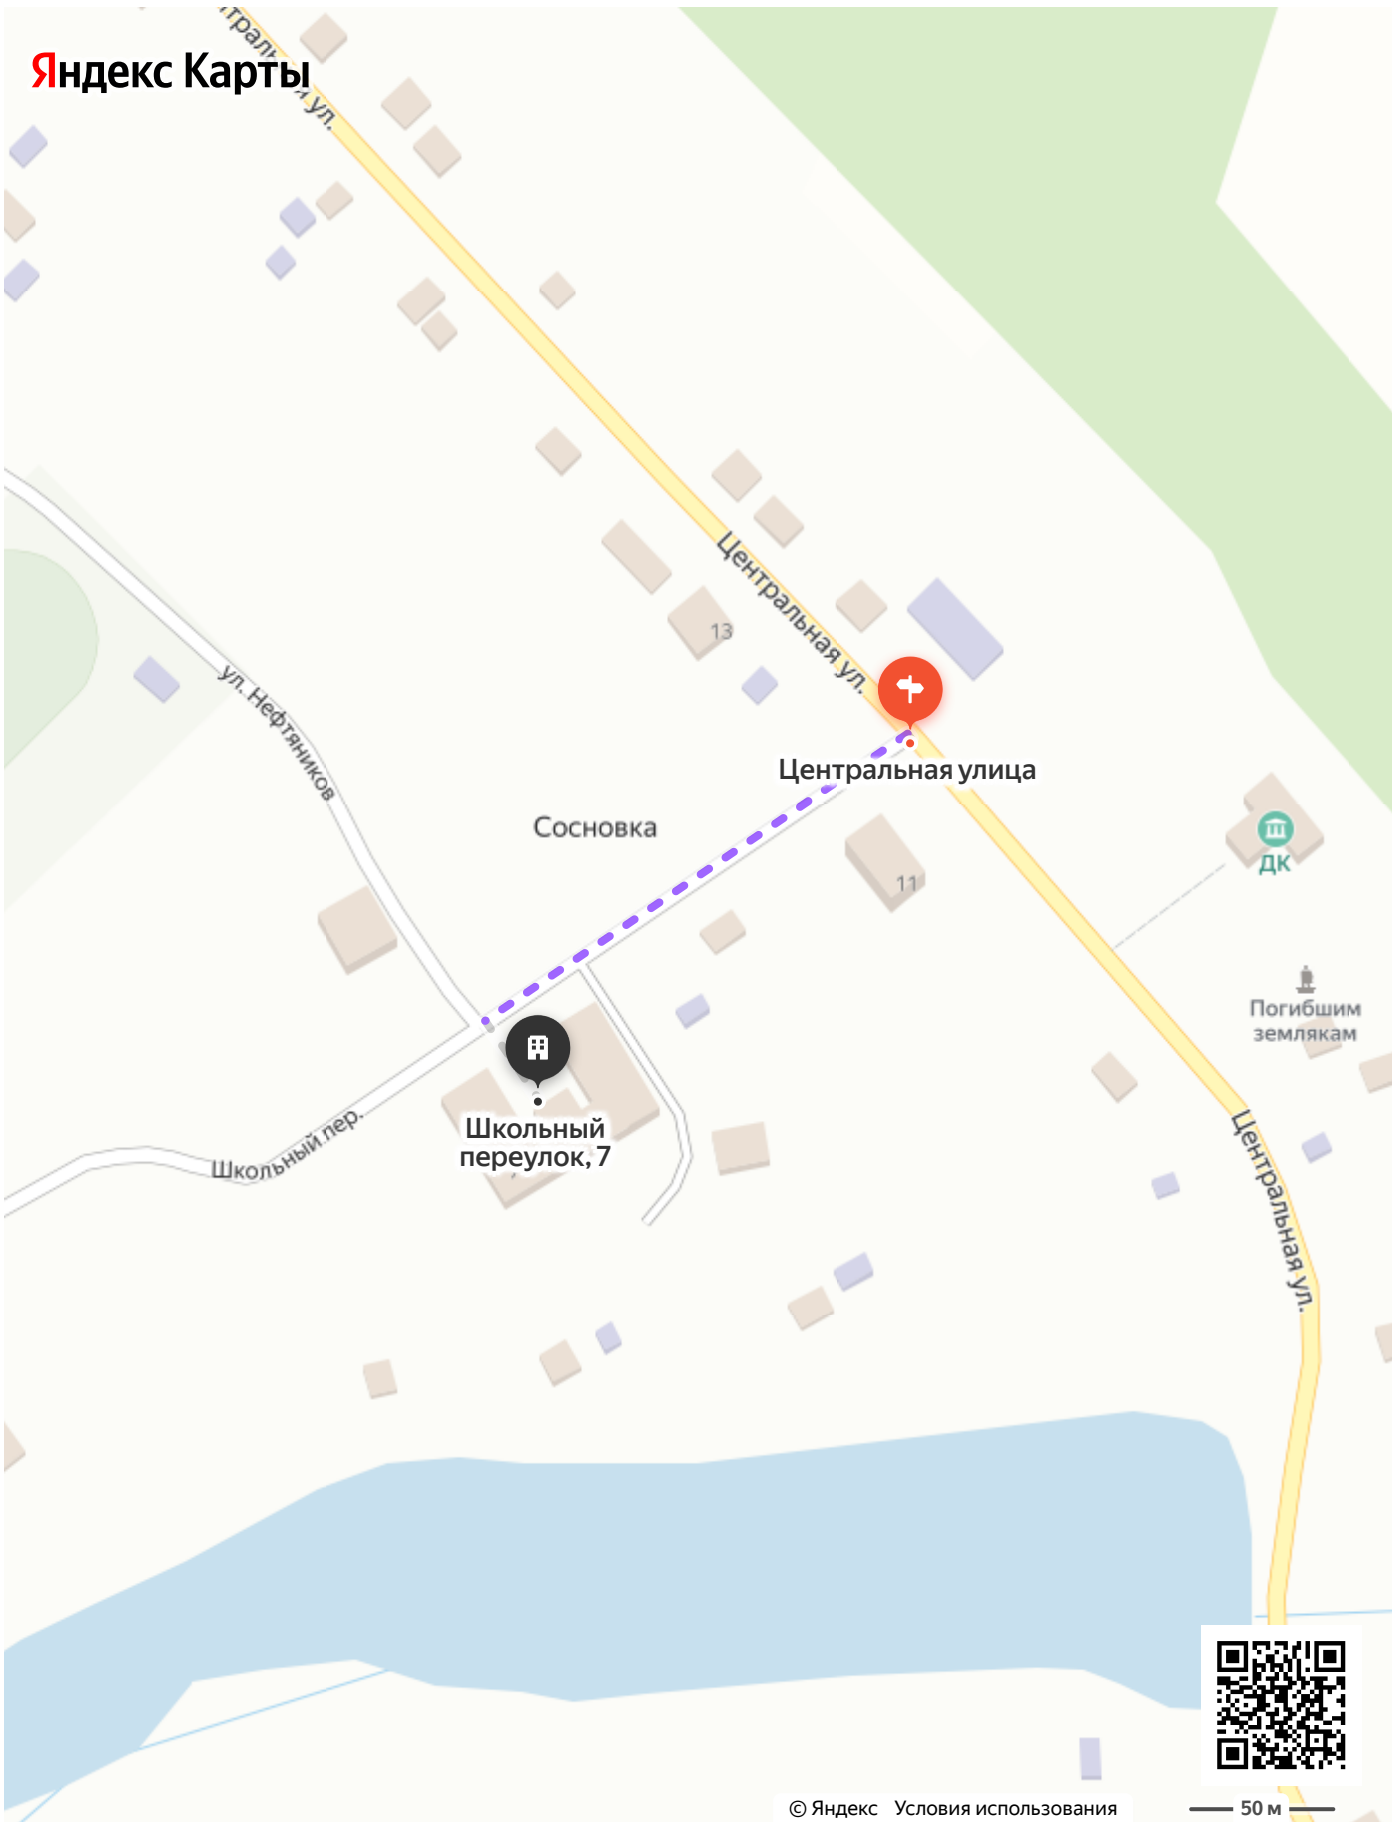 Центральная ул.
Яндекс Карты
Центральная ул.
13
ул. Нефтяников
Центральная улица
Сосновка
11
ДК
Погибшим
землякам
Школьный
переулок, 7
Школьный пер.
Центральная ул.
© Яндекс Условия использования
50 м